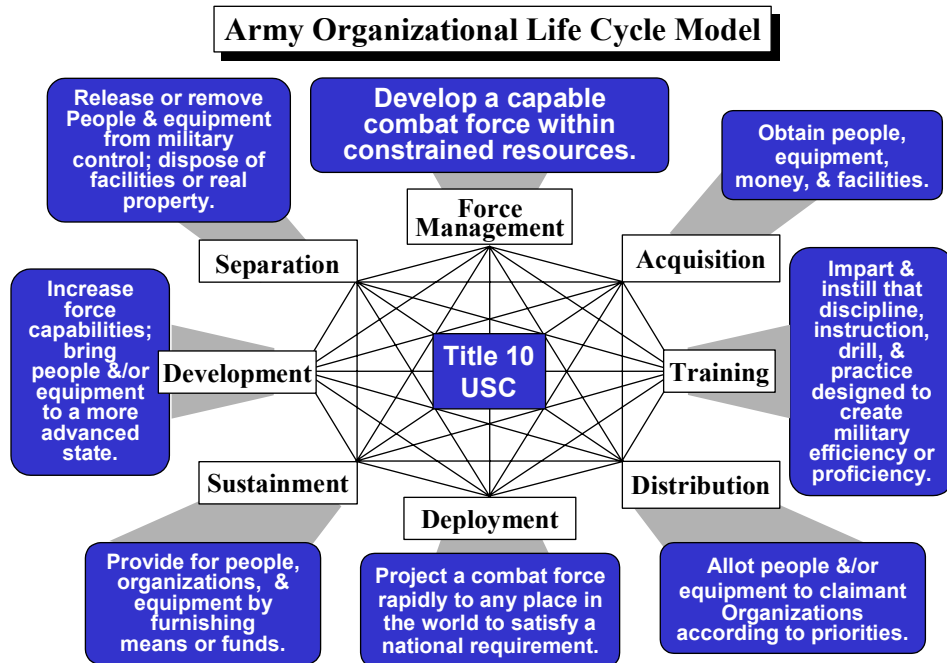 Army Organizational Life Cycle Model
Release or remove
People & equipment
from military
control; dispose of
facilities or real
property.
Develop a capable
combat force within
constrained resources.
Obtain people,
equipment,
money, & facilities.
Force
Management
Separation
Acquisition
Increase
force
capabilities;
bring
people &/or
equipment
to a more
advanced
state.
Development
Title 10
USC
Training
Impart &
instill that
discipline,
instruction,
drill, &
practice
designed to
create
military
efficiency or
proficiency.
Sustainment
Deployment
Distribution
Provide for people,
organizations, &
equipment by
furnishing
means or funds.
Project a combat force
rapidly to any place in
the world to satisfy a
national requirement.
Allot people &/or
equipment to claimant
Organizations
according to priorities.